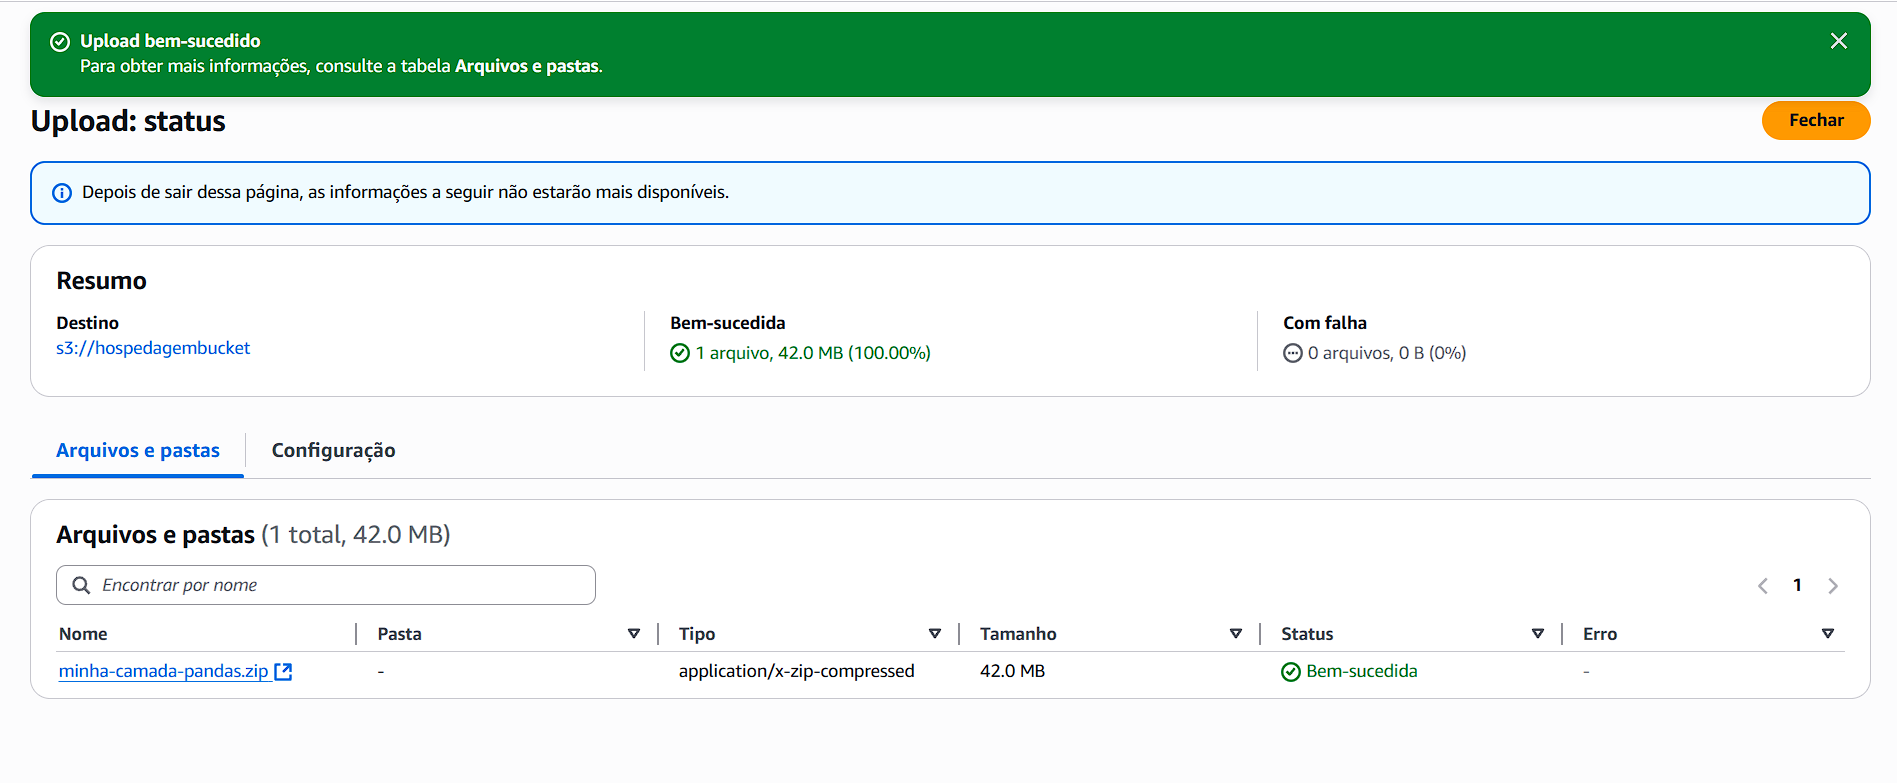 Upload bem-sucedido
Para obter mais informações, consulte a tabela Arquivos e pastas.
Upload: status
Fechar
Depois de sair dessa página, as informações a seguir não estarão mais disponíveis.
Resumo
Destino
s3://hospedagembucket
Bem-sucedida
1 arquivo, 42.0 MB (100.00%)
Com falha
0 arquivos, 0 B (0%)
Arquivos e pastas
Configuração
Arquivos e pastas (1 total, 42.0 MB)
Encontrar por nome
1
Nome Pasta Tipo Tamanho Status Erro
minha-camada-pandas.zip - application/x-zip-compressed 42.0 MB Bem-sucedida -